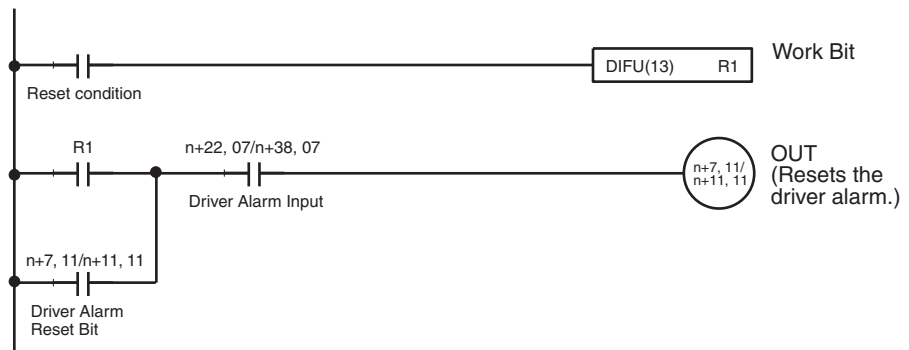 Work Bit
DIFU(13) R1
Reset condition
R1
n+22, 07/n+38, 07
Driver Alarm Input
n+7, 11/
n+11, 11
OUT
(Resets the
driver alarm.)
n+7, 11/n+11, 11
Driver Alarm
Reset Bit